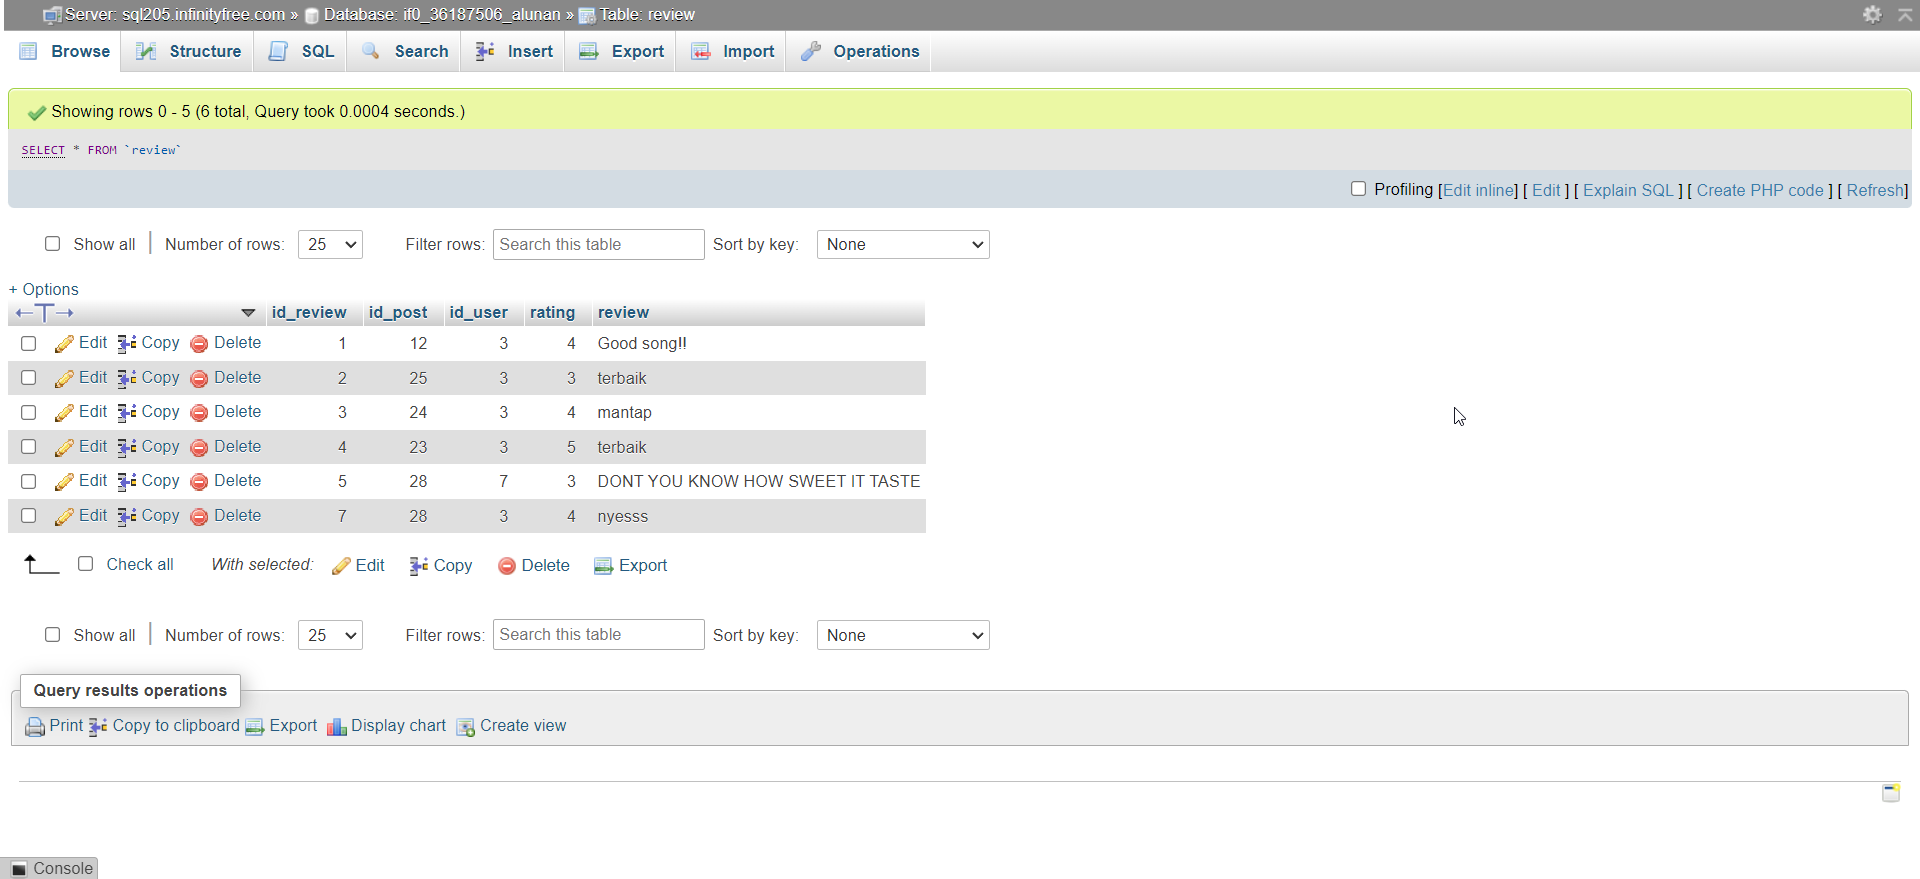 Server: sql205.infinityfree.com » Database: if0_36187506_alunan » Table: review
Browse Structure SQL Search Insert Export Import Operations
Showing rows 0 - 5 (6 total, Query took 0.0004 seconds.)
SELECT * FROM `review`
Profiling [Edit inline] [ Edit ] [ Explain SQL ] [ Create PHP code ] [ Refresh]
Show all Number of rows: 25 Filter rows: Search this table Sort by key: None
+ Options
←T→ id_review id_post id_user rating review
Edit Copy Delete 1 12 3 4 Good song!!
Edit Copy Delete 2 25 3 3 terbaik
Edit Copy Delete 3 24 3 4 mantap
Edit Copy Delete 4 23 3 5 terbaik
Edit Copy Delete 5 28 7 3 DONT YOU KNOW HOW SWEET IT TASTE
Edit Copy Delete 7 28 3 4 nyesss
Check all With selected: Edit Copy Delete Export
Show all Number of rows: 25 Filter rows: Search this table Sort by key: None
Query results operations
Print Copy to clipboard Export Display chart Create view
Console